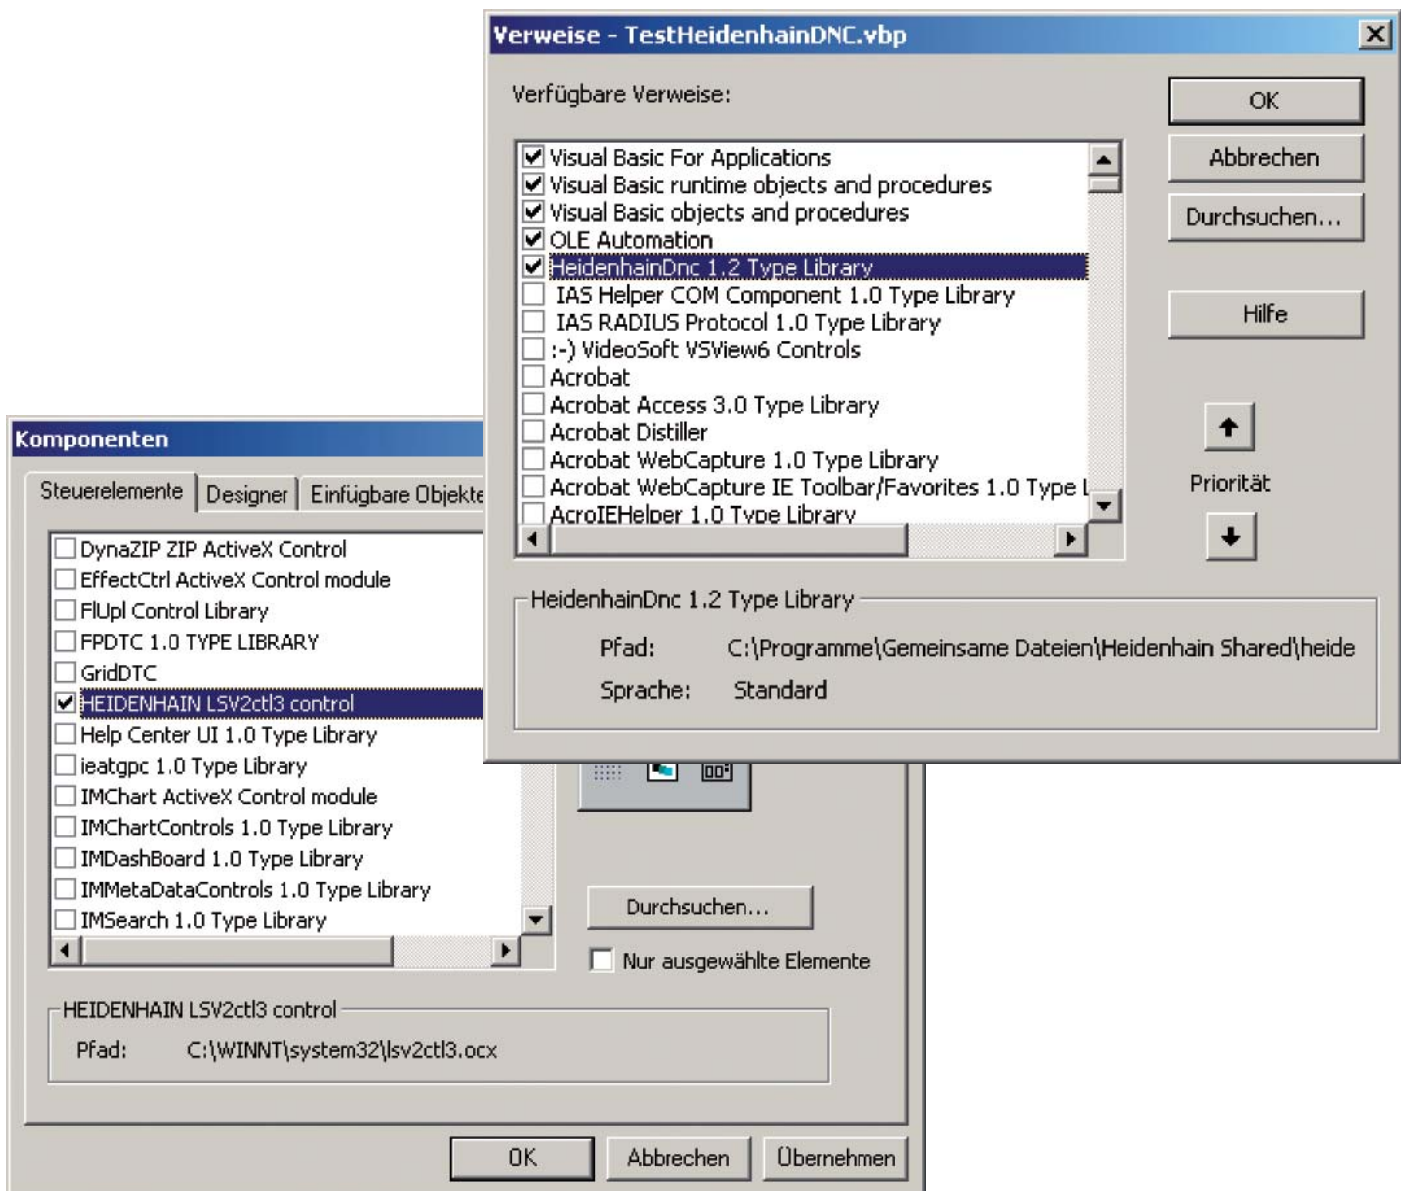 Verweise - TestHeidenhainDNC.vbp
Verfügbare Verweise:
Visual Basic For Applications
Visual Basic runtime objects and procedures
Visual Basic objects and procedures
OLE Automation
HeidenhainDnc 1.2 Type Library
IAS Helper COM Component 1.0 Type Library
IAS RADIUS Protocol 1.0 Type Library
:-) VideoSoft VSView6 Controls
Acrobat
Acrobat Access 3.0 Type Library
Acrobat Distiller
Acrobat WebCapture 1.0 Type Library
Acrobat WebCapture IE Toolbar/Favorites 1.0 Type L
AcroIEHelper 1.0 Type Library
OK
Abbrechen
Durchsuchen...
Hilfe
Priorität
HeidenhainDnc 1.2 Type Library
Pfad: C:\Programme\Gemeinsame Dateien\Heidenhain Shared\heide
Sprache: Standard
Komponenten
Steuerelemente Designer Einfügbare Objekte
DynaZIP ZIP ActiveX Control
EffectCtrl ActiveX Control module
FlUpl Control Library
FPDTC 1.0 TYPE LIBRARY
GridDTC
HEIDENHAIN LSV2ctl3 control
Help Center UI 1.0 Type Library
ieatgpc 1.0 Type Library
IMChart ActiveX Control module
IMChartControls 1.0 Type Library
IMDashBoard 1.0 Type Library
IMMetaDataControls 1.0 Type Library
IMSearch 1.0 Type Library
Durchsuchen...
Nur ausgewählte Elemente
HEIDENHAIN LSV2ctl3 control
Pfad: C:\WINNT\system32\lsv2ctl3.ocx
OK Abbrechen Übernehmen